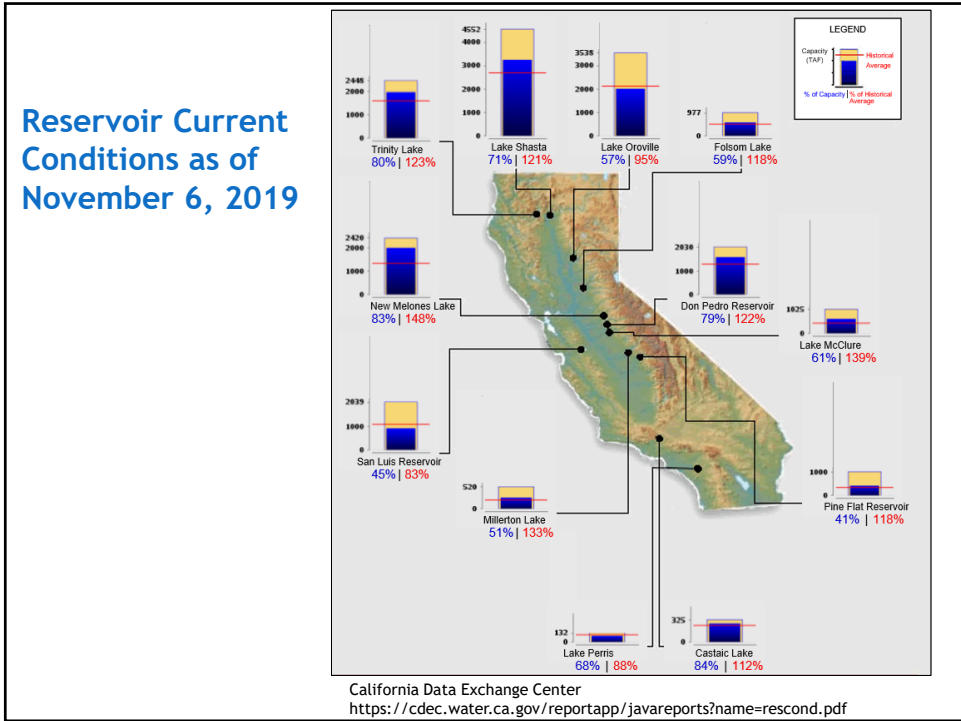 Reservoir Current
Conditions as of
November 6, 2019
LEGEND
Capacity
(TAF)
Historical
Average
% of Capacity | % of Historical
Average
2448
2000
1000
0
Trinity Lake
80% | 123%
4552
4000
3000
2000
1000
0
Lake Shasta
71% | 121%
3538
3000
2000
1000
0
Lake Oroville
57% | 95%
977
0
Folsom Lake
59% | 118%
2420
2000
1000
0
New Melones Lake
83% | 148%
2030
1000
0
Don Pedro Reservoir
79% | 122%
1025
0
Lake McClure
61% | 139%
2039
1000
0
San Luis Reservoir
45% | 83%
520
0
Millerton Lake
51% | 133%
1000
0
Pine Flat Reservoir
41% | 118%
132
0
Lake Perris
68% | 88%
325
0
Castaic Lake
84% | 112%
California Data Exchange Center
https://cdec.water.ca.gov/reportapp/javareports?name=rescond.pdf